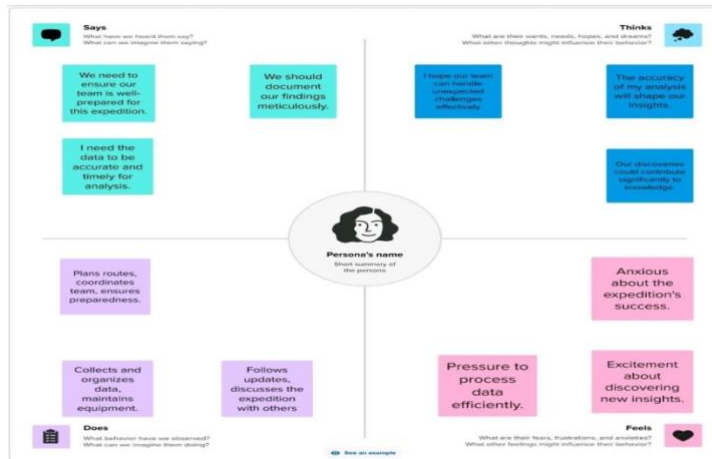 Says
What have we heard them say?
What can we imagine them saying?
We need to
ensure our
team is well-
prepared for
this expedition.
We should
document
our findings
meticulously.
I need the
data to be
accurate and
timely for
analysis.
Thinks
What are their wants, needs, hopes, and dreams?
What other thoughts might influence their behavior?
I hope our team
can handle
unexpected
challenges
effectively
The accuracy
of my analysis
will shape our
insights.
Our discoveries
could contribute
significantly to
knowledge.
Persona's name
Short summary of
the persona
Plans routes,
coordinates
team, ensures
preparedness.
Collects and
organizes
data,
maintains
equipment.
Follows
updates,
discusses the
expedition
with others
Does
What behavior have we observed?
What can we imagine them doing?
Anxious
about the
expedition's
success.
Pressure to
process
data
efficiently.
Excitement
about
discovering
new insights.
Feels
What are their fears, frustrations, and anxieties?
What other feelings might influence their behavior?
See an example